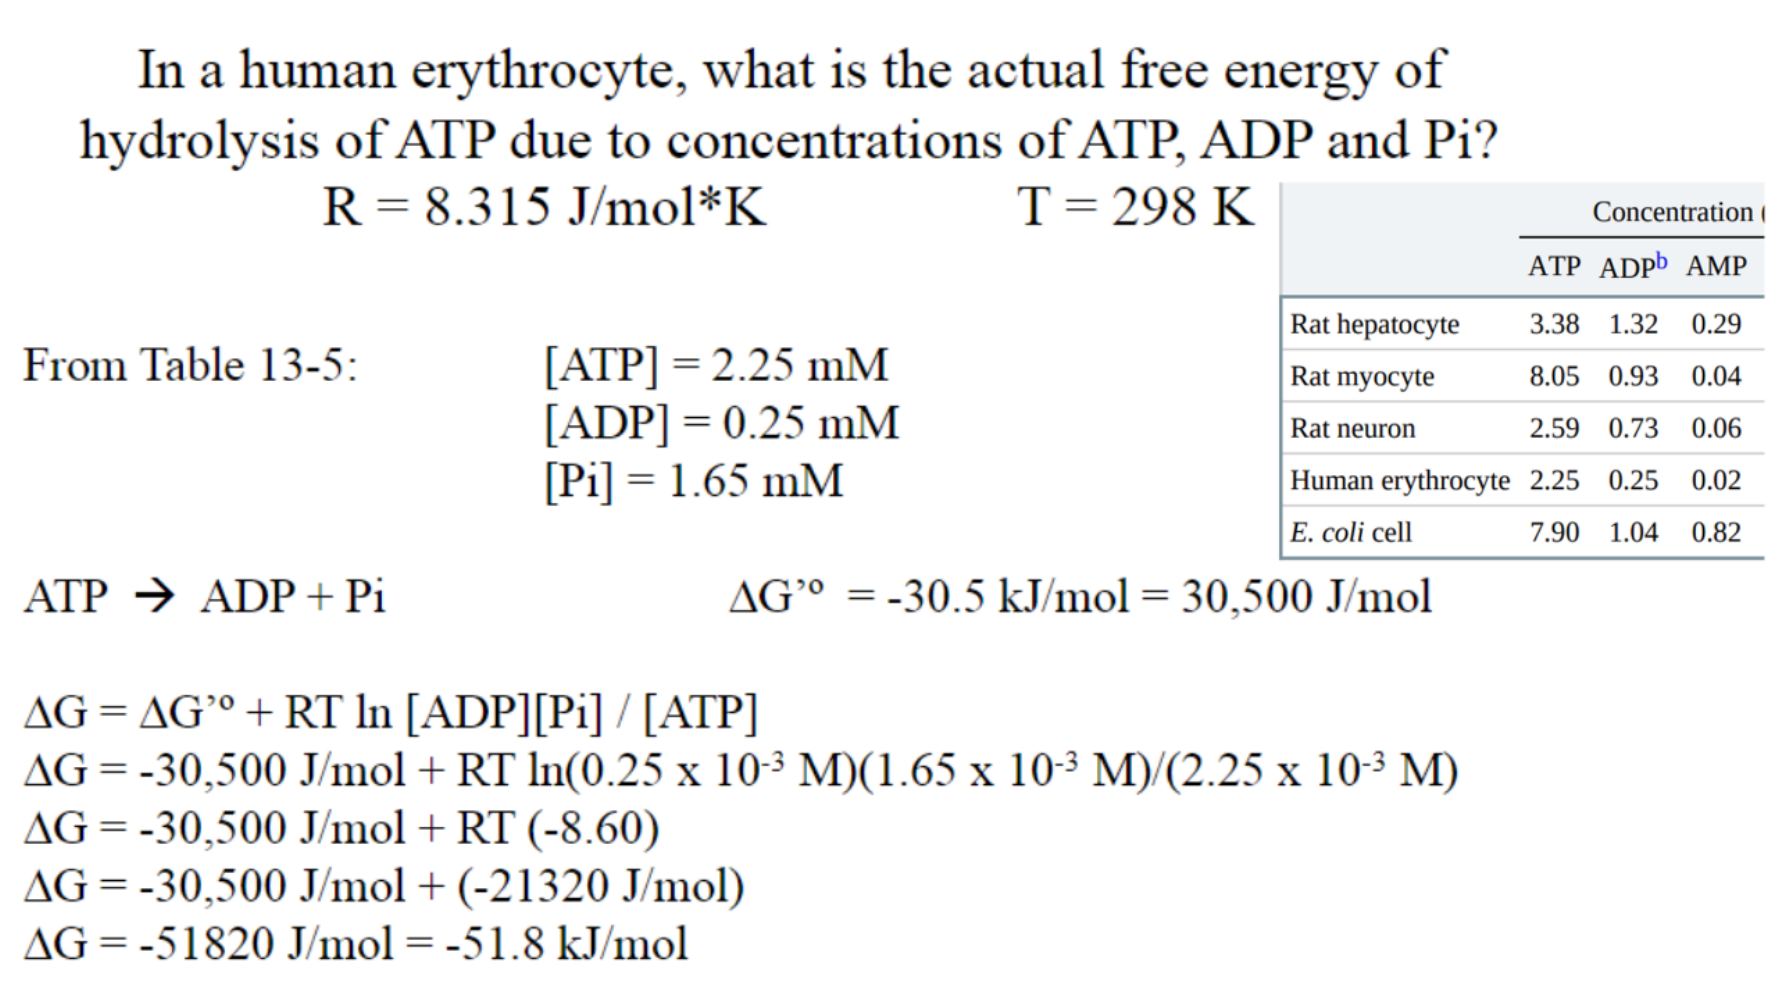 In a human erythrocyte, what is the actual free energy of
hydrolysis of ATP due to concentrations of ATP, ADP and Pi?
R = 8.315 J/mol*K T = 298 K
Concentration (
ATP ADPᵇ AMP
Rat hepatocyte 3.38 1.32 0.29
Rat myocyte 8.05 0.93 0.04
Rat neuron 2.59 0.73 0.06
Human erythrocyte 2.25 0.25 0.02
E. coli cell 7.90 1.04 0.82
From Table 13-5: [ATP] = 2.25 mM
[ADP] = 0.25 mM
[Pi] = 1.65 mM
ATP → ADP + Pi ΔG’º = -30.5 kJ/mol = 30,500 J/mol
ΔG = ΔG’º + RT ln [ADP][Pi] / [ATP]
ΔG = -30,500 J/mol + RT ln(0.25 x 10⁻³ M)(1.65 x 10⁻³ M)/(2.25 x 10⁻³ M)
ΔG = -30,500 J/mol + RT (-8.60)
ΔG = -30,500 J/mol + (-21320 J/mol)
ΔG = -51820 J/mol = -51.8 kJ/mol